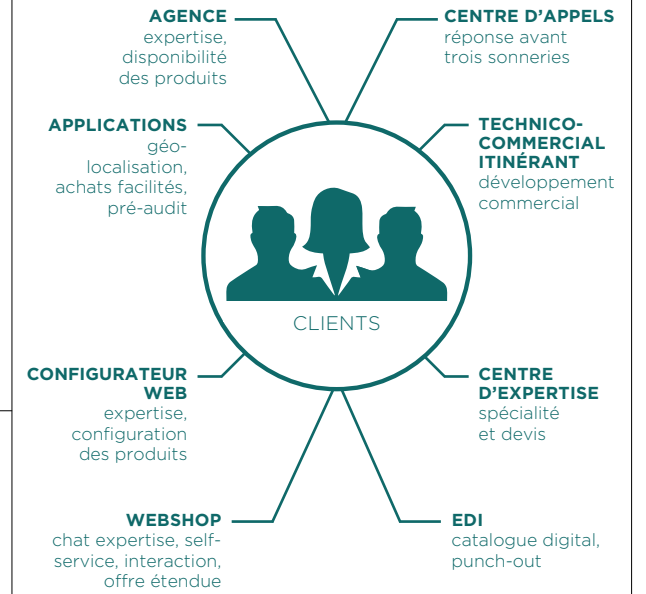 AGENCE
expertise,
disponibilité
des produits
CENTRE D’APPELS
réponse avant
trois sonneries
APPLICATIONS
géo-
localisation,
achats facilités,
pré-audit
TECHNICO-
COMMERCIAL
ITINÉRANT
développement
commercial
CLIENTS
CONFIGURATEUR
WEB
expertise,
configuration
des produits
CENTRE
D’EXPERTISE
spécialité
et devis
WEBSHOP
chat expertise, self-
service, interaction,
offre étendue
EDI
catalogue digital,
punch-out